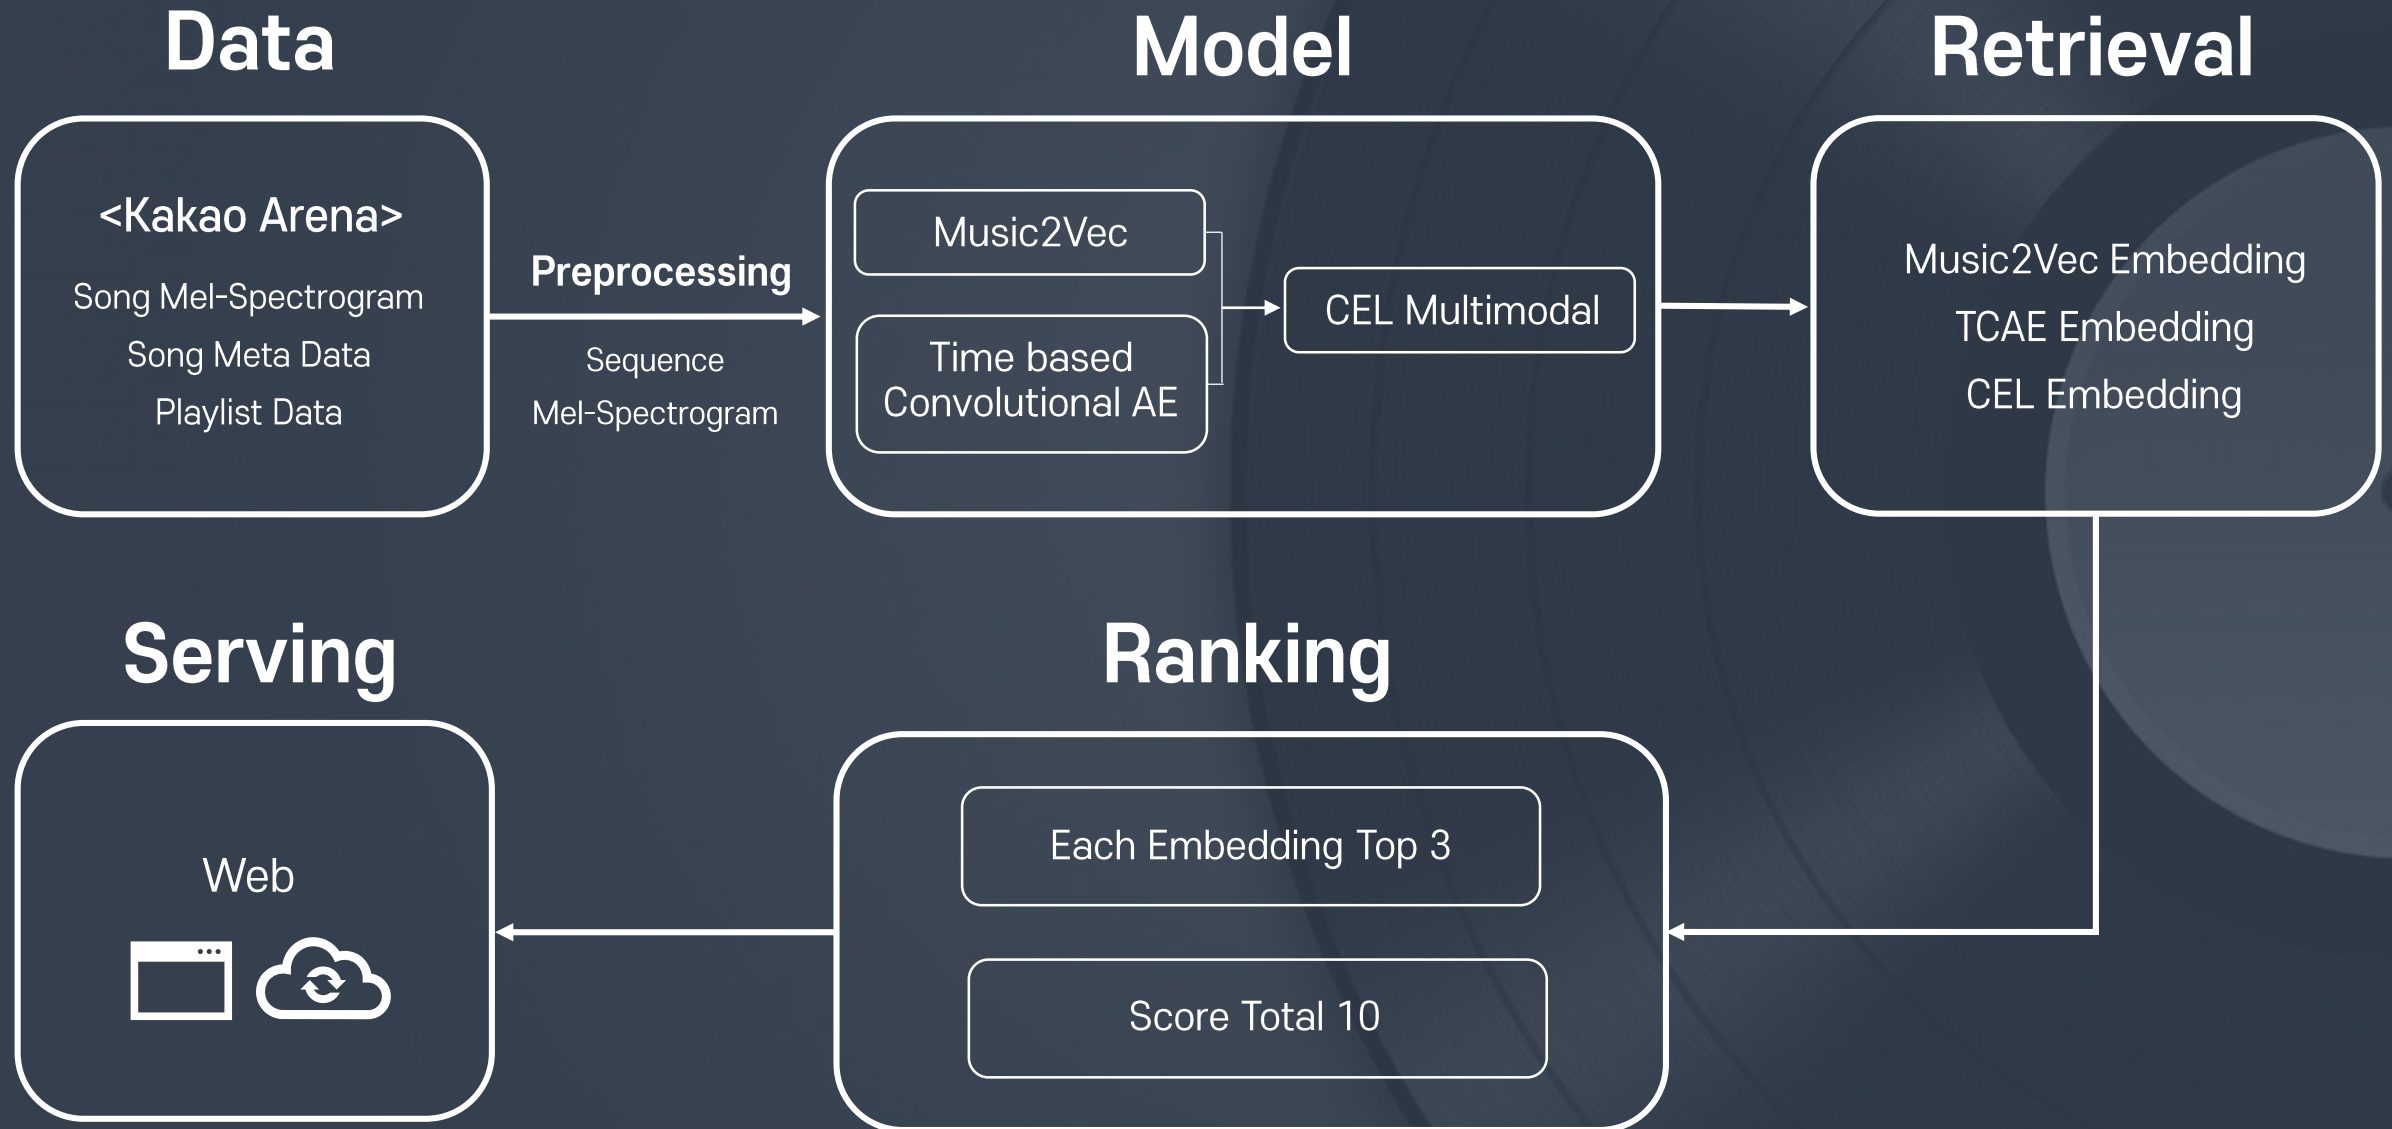 Data
<Kakao Arena>
Song Mel-Spectrogram
Song Meta Data
Playlist Data
Preprocessing
Sequence
Mel-Spectrogram
Model
Music2Vec
Time based
Convolutional AE
CEL Multimodal
Retrieval
Music2Vec Embedding
TCAE Embedding
CEL Embedding
Serving
Web
Ranking
Each Embedding Top 3
Score Total 10